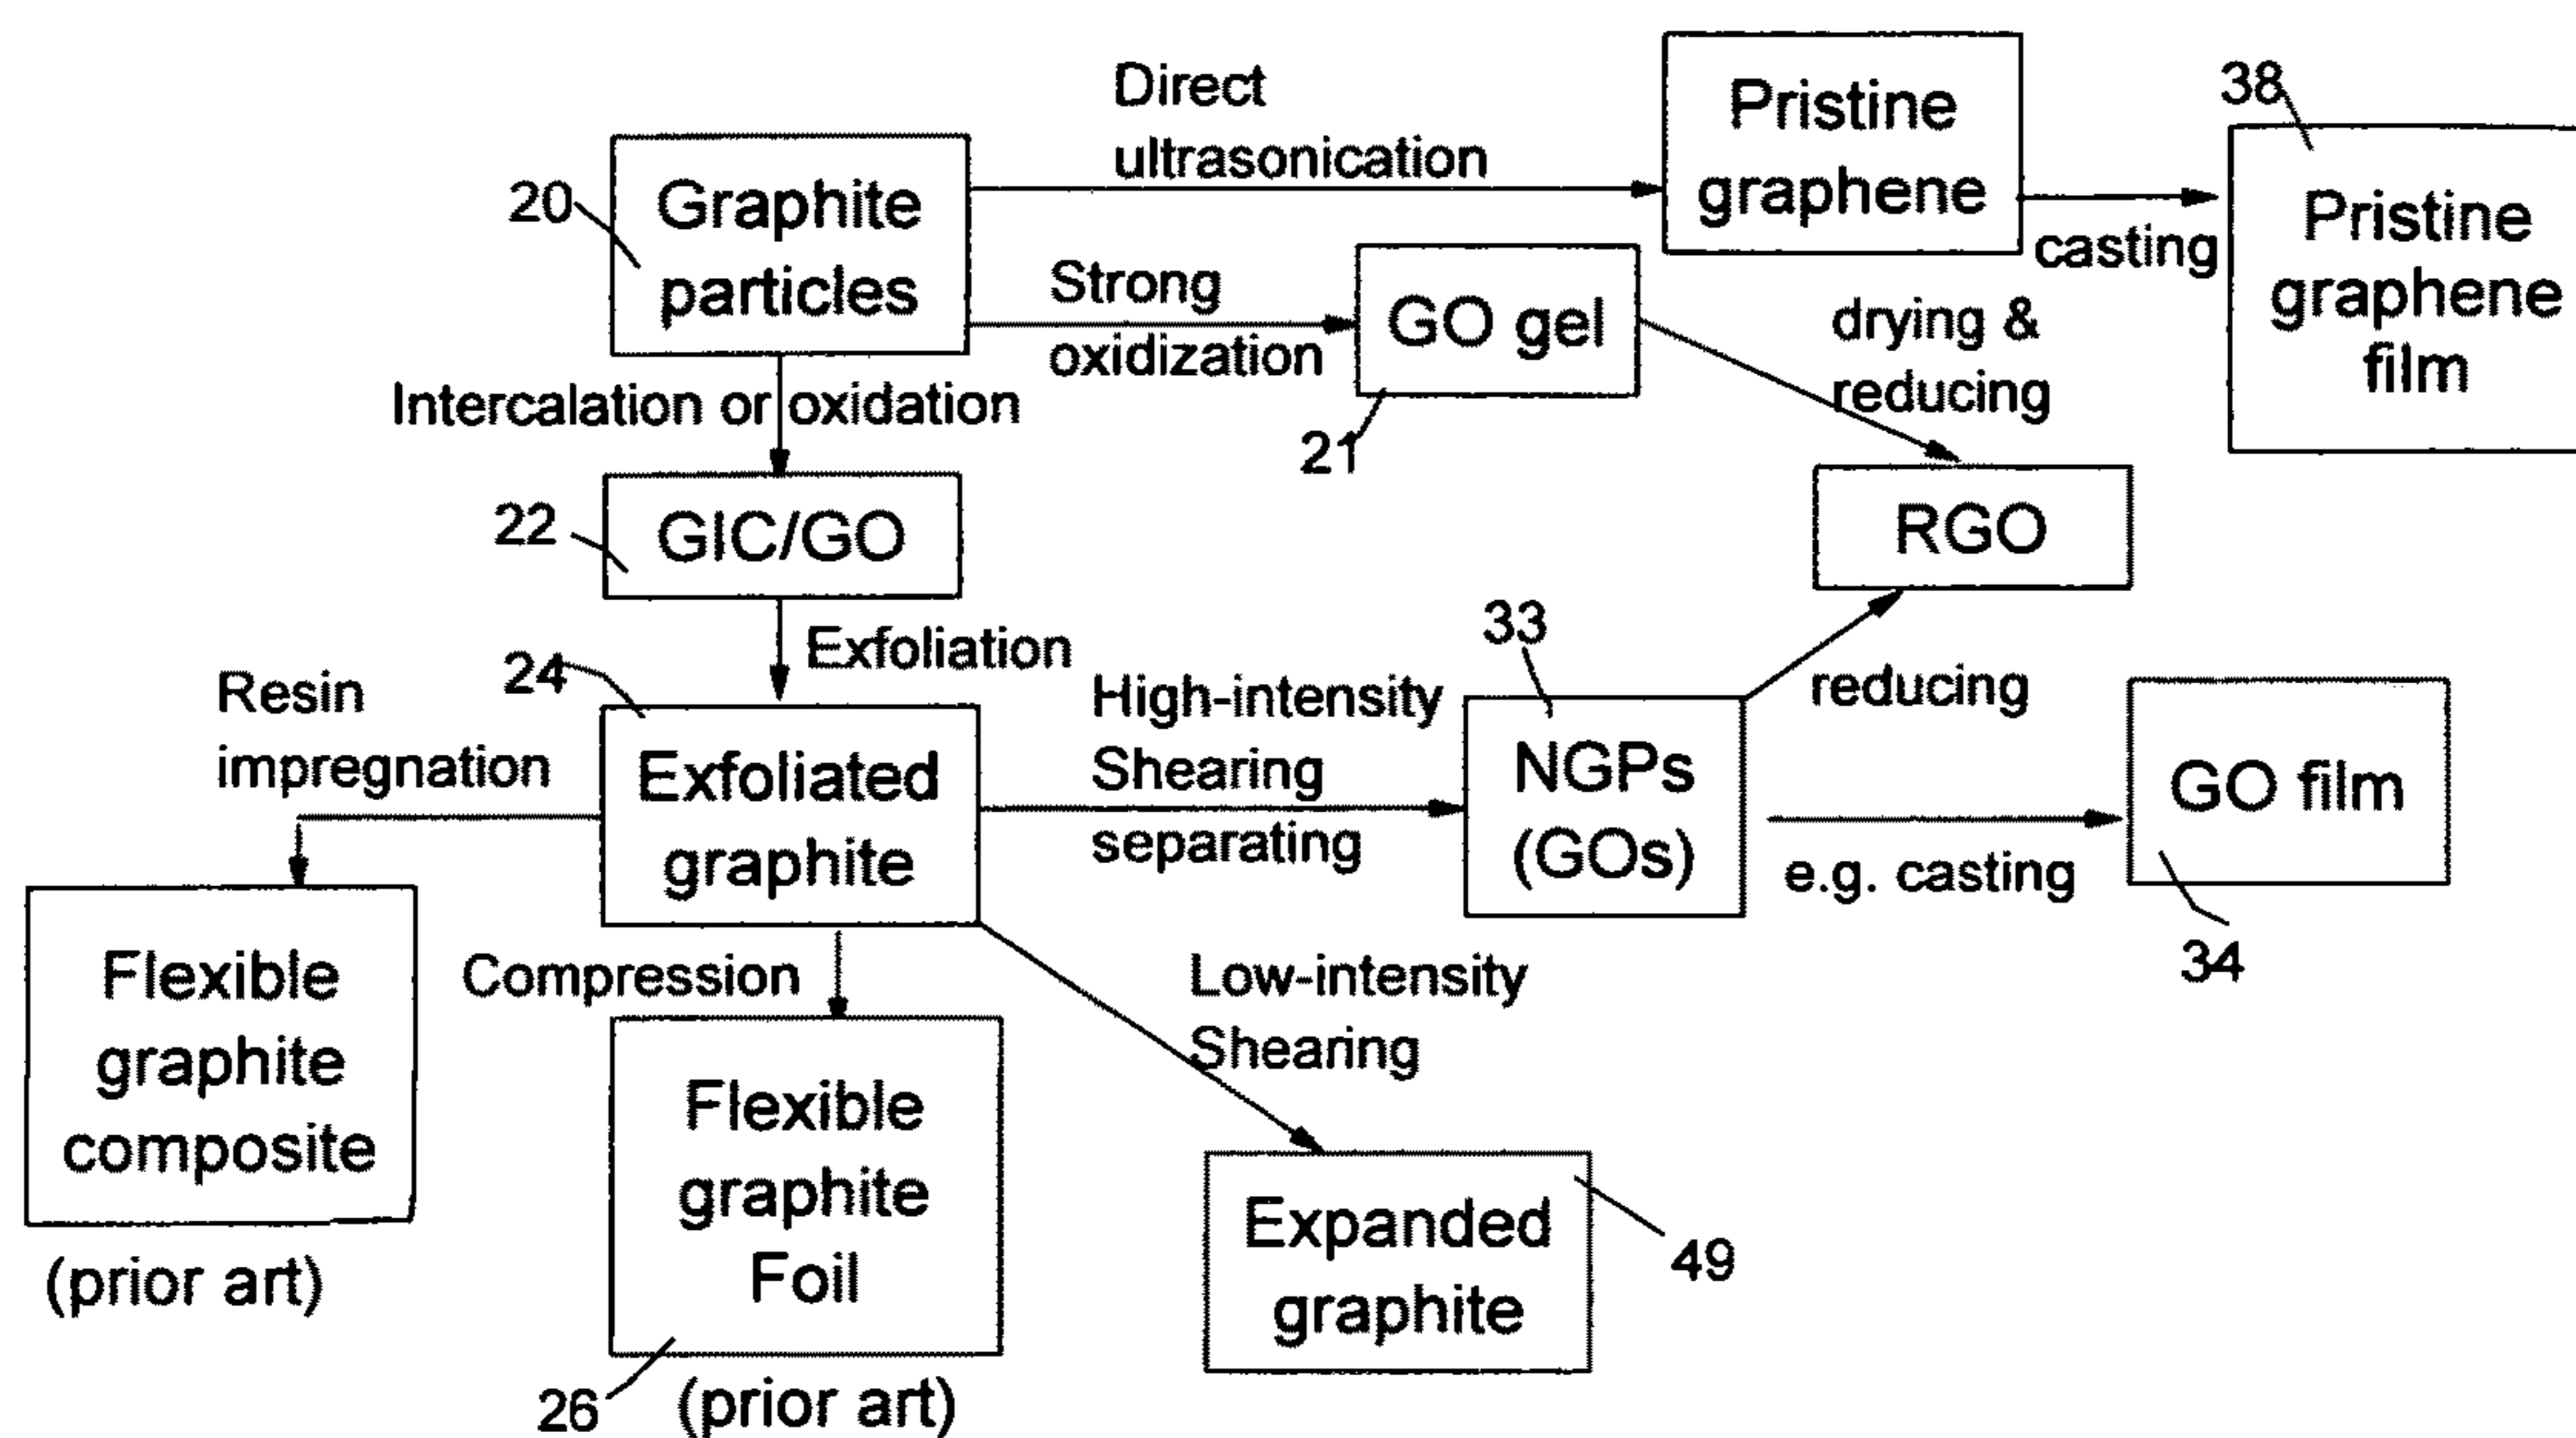 Direct
ultrasonication
Pristine
graphene
38
casting
Pristine
graphene
film
20
Graphite
particles
Strong
oxidization
GO gel
21
drying &
reducing
Intercalation or oxidation
22
GIC/GO
RGO
Exfoliation
24
Resin
impregnation
Exfoliated
graphite
High-intensity
Shearing
separating
33
NGPs
(GOs)
reducing
e.g. casting
GO film
34
Flexible
graphite
composite
(prior art)
Compression
Flexible
graphite
Foil
26
(prior art)
Low-intensity
Shearing
Expanded
graphite
49